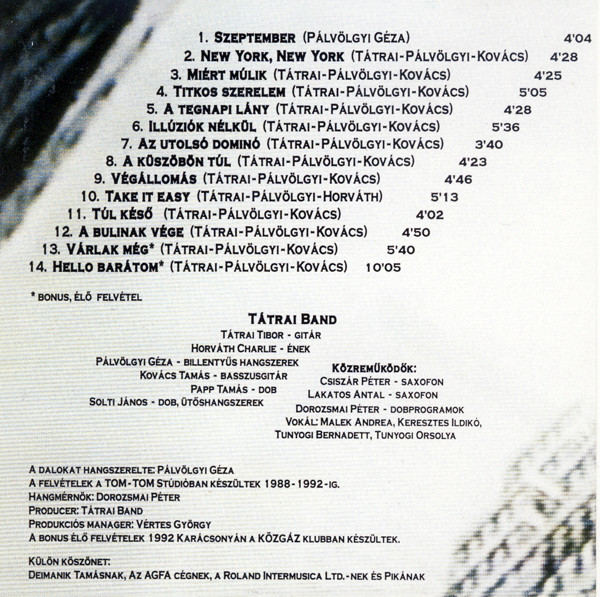 1. Szeptember (Pálvölgyi Géza) 4'04
2. New York, New York (Tátrai-Pálvölgyi-Kovács) 4'28
3. Miért múlik (Tátrai-Pálvölgyi-Kovács) 4'25
4. Titkos szerelem (Tátrai-Pálvölgyi-Kovács) 5'05
5. A tegnapi lány (Tátrai-Pálvölgyi-Kovács) 4'28
6. Illúziók nélkül (Tátrai-Pálvölgyi-Kovács) 5'36
7. Az utolsó dominó (Tátrai-Pálvölgyi-Kovács) 3'40
8. A küszöbön túl (Tátrai-Pálvölgyi-Kovács) 4'23
9. Végállomás (Tátrai-Pálvölgyi-Kovács) 4'46
10. Take it easy (Tátrai-Pálvölgyi-Horváth) 5'13
11. Túl késő (Tátrai-Pálvölgyi-Kovács) 4'02
12. A bulinak vége (Tátrai-Pálvölgyi-Kovács) 4'50
13. Várlak még* (Tátrai-Pálvölgyi-Kovács) 5'40
14. Hello barátom* (Tátrai-Pálvölgyi-Kovács) 10'05
* bonus, élő felvétel
Tátrai Band
Tátrai Tibor - gitár
Horváth Charlie - ének
Pálvölgyi Géza - billentyűs hangszerek
Kovács Tamás - basszusgitár
Papp Tamás - dob
Solti János - dob, ütőshangszerek
Közreműködők:
Csiszár Péter - saxofon
Lakatos Antal - saxofon
Dorozsmai Péter - dobprogramok
Vokál: Malek Andrea, Keresztes Ildikó,
Tunyogi Bernadett, Tunyogi Orsolya
A dalokat hangszerelte: Pálvölgyi Géza
A felvételek a TOM-TOM Stúdióban készültek 1988-1992-ig.
Hangmérnök: Dorozsmai Péter
Producer: Tátrai Band
Produkciós manager: Vértes György
A bonus élő felvételek 1992 Karácsonyán a KÖZGÁZ klubban készültek.
Külön köszönet:
Deimanik Tamásnak, Az AGFA cégnek, a Roland Intermusica Ltd.-nek és Pikának